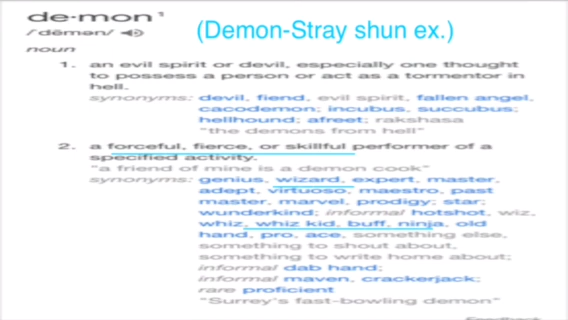 de·mon¹
/ˈdēmən/
(Demon-Stray shun ex.)
noun
1. an evil spirit or devil, especially one thought
to possess a person or act as a tormentor in
hell.
synonyms: devil, fiend, evil spirit, fallen angel,
cacodemon; incubus, succubus;
hellhound; afreet; rakshasa
"the demons from hell"
2. a forceful, fierce, or skillful performer of a
specified activity.
"a friend of mine is a demon cook"
synonyms: genius, wizard, expert, master,
adept, virtuoso, maestro, past
master, marvel, prodigy; star;
wunderkind; informal hotshot, wiz,
whiz, whiz kid, buff, ninja, old
hand, pro, ace, something else,
something to shout about,
something to write home about;
informal dab hand;
informal maven, crackerjack;
rare proficient
"Surrey's fast-bowling demon"
Feedback